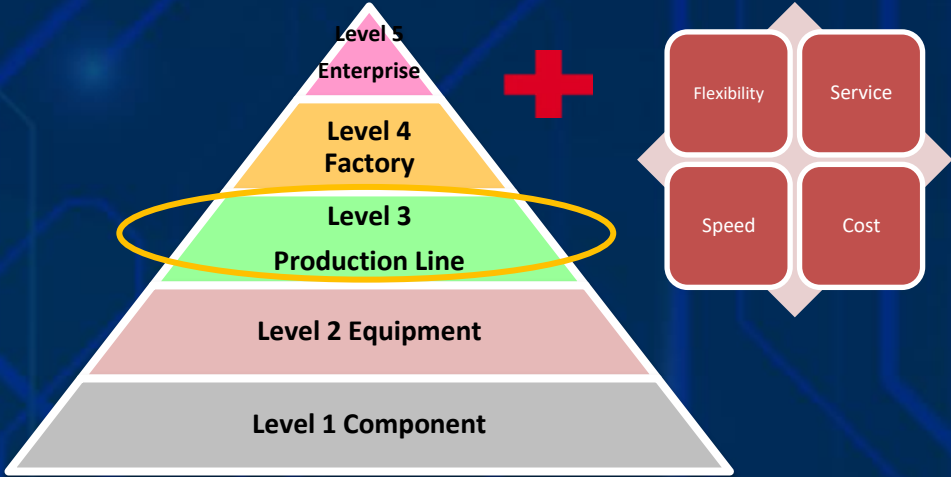 Level 5
Enterprise
Level 4
Factory
Level 3
Production Line
Level 2 Equipment
Level 1 Component
Flexibility
Service
Speed
Cost